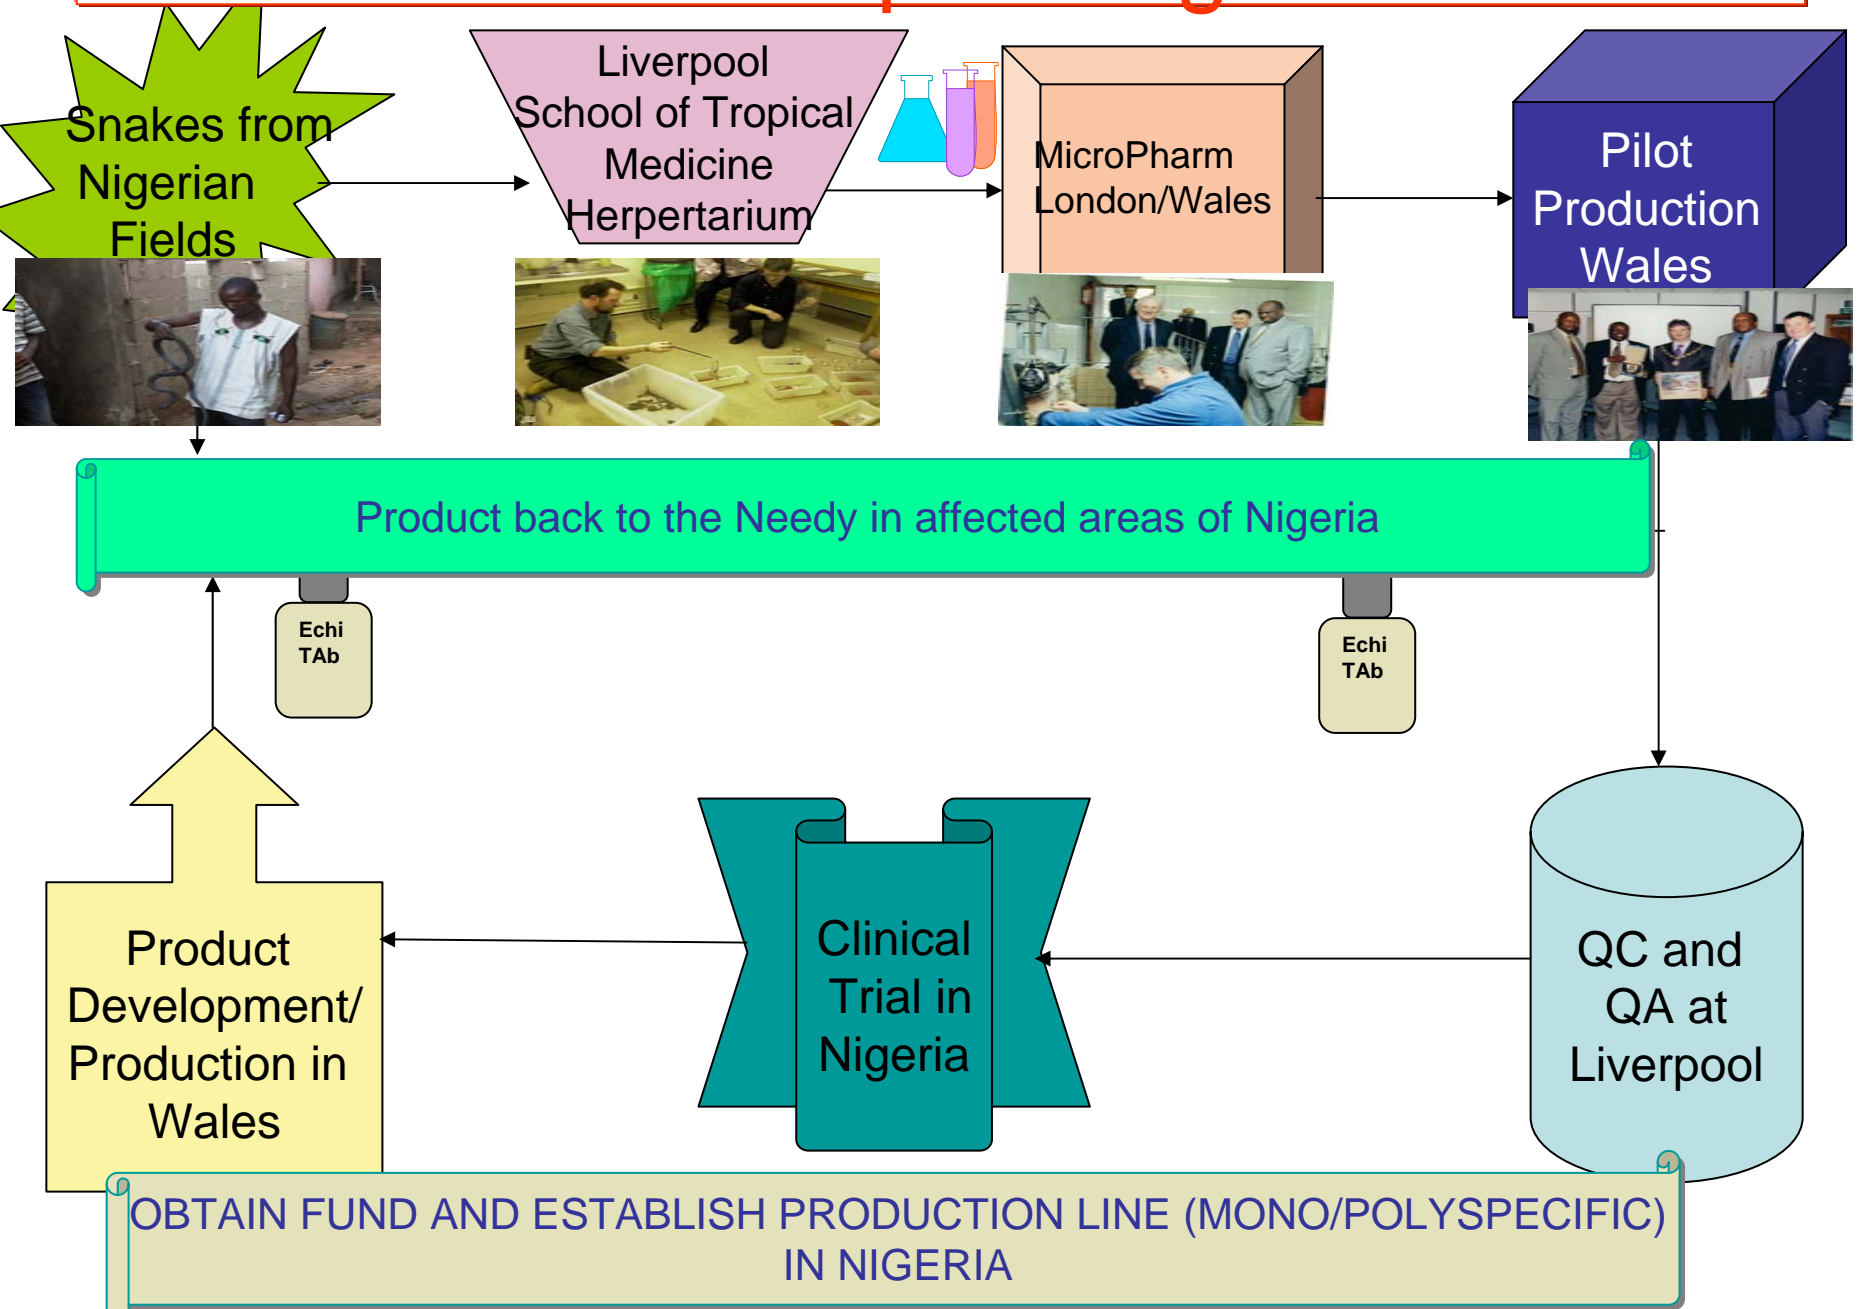 Snakes from
Nigerian
Fields
Liverpool
School of Tropical
Medicine
Herpertarium
MicroPharm
London/Wales
Pilot
Production
Wales
Product back to the Needy in affected areas of Nigeria
Echi
TAb
Echi
TAb
Product
Development/
Production in
Wales
Clinical
Trial in
Nigeria
QC and
QA at
Liverpool
OBTAIN FUND AND ESTABLISH PRODUCTION LINE (MONO/POLYSPECIFIC)
IN NIGERIA